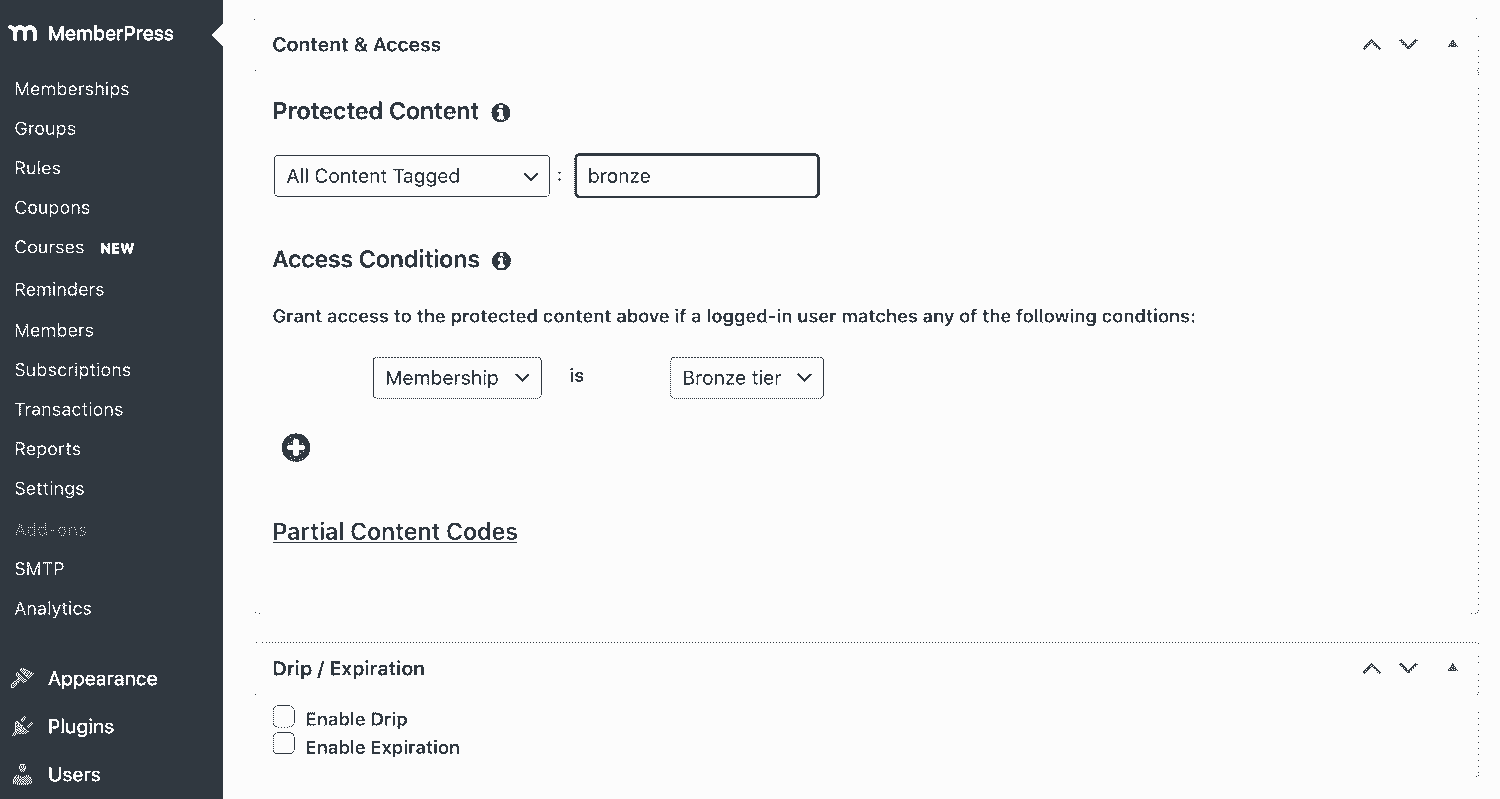 MemberPress
Memberships
Groups
Rules
Coupons
Courses NEW
Reminders
Members
Subscriptions
Transactions
Reports
Settings
Add-ons
SMTP
Analytics
Appearance
Plugins
Users
Content & Access
Protected Content
All Content Tagged : bronze
Access Conditions
Grant access to the protected content above if a logged-in user matches any of the following condtions:
Membership is Bronze tier
Partial Content Codes
Drip / Expiration
Enable Drip
Enable Expiration